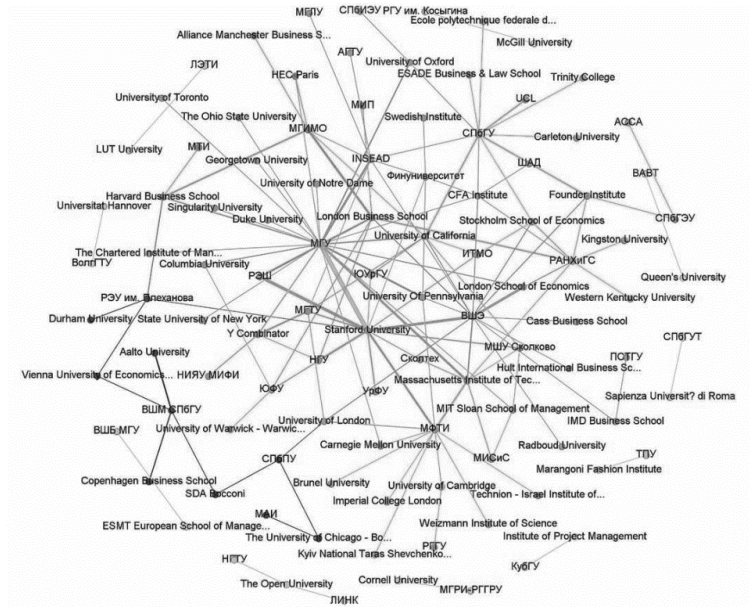 МГЛУ
СПбГИЭУ
РГУ им. Косыгина
Ecole polytechnique federale d...
Alliance Manchester Business S...
McGill University
АГТУ
University of Oxford
ЛЭТИ
HEC Paris
ESADE Business & Law School
Trinity College
University of Toronto
МИП
UCL
The Ohio State University
Swedish Institute
МГИМО
СПбГУ
ACCA
Carleton University
LUT University
МТИ
Georgetown University
INSEAD
ШАД
Финуниверситет
ВАВТ
University of Notre Dame
Harvard Business School
CFA Institute
Founder Institute
Universitat Hannover
Singularity University
Duke University
London Business School
Stockholm School of Economics
СПбГЭУ
МГУ
University of California
Kingston University
The Chartered Institute of Man...
ИТМО
РАНХиГС
ВолгГТУ
Columbia University
РЭШ
ЮУрГУ
Queen's University
London School of Economics
РЭУ им. Плеханова
University Of Pennsylvania
Western Kentucky University
МГТУ
ВШЭ
Durham University
State University of New York
Cass Business School
Y Combinator
Stanford University
СПбГУТ
Aalto University
МШУ Сколково
НГУ
Сколтех
ПОТГУ
Hult International Business Sc...
Vienna University of Economics...
НИЯУ МИФИ
Massachusetts Institute of Tec...
ЮФУ
УрФУ
Sapienza Universit? di Roma
ВШМ СПбГУ
MIT Sloan School of Management
University of London
IMD Business School
ВШБ МГУ
University of Warwick - Warwic...
МФТИ
Carnegie Mellon University
Radboud University
СПбПУ
МИСиС
ТПУ
Marangoni Fashion Institute
Copenhagen Business School
Brunel University
University of Cambridge
SDA Bocconi
Technion - Israel Institute of...
Imperial College London
МАИ
ESMT European School of Manage...
Weizmann Institute of Science
The University of Chicago - Bo...
Institute of Project Management
РГГУ
Kyiv National Taras Shevchenko...
НГТУ
КубГУ
The Open University
Cornell University
МГРИ-РГГРУ
ЛИНК